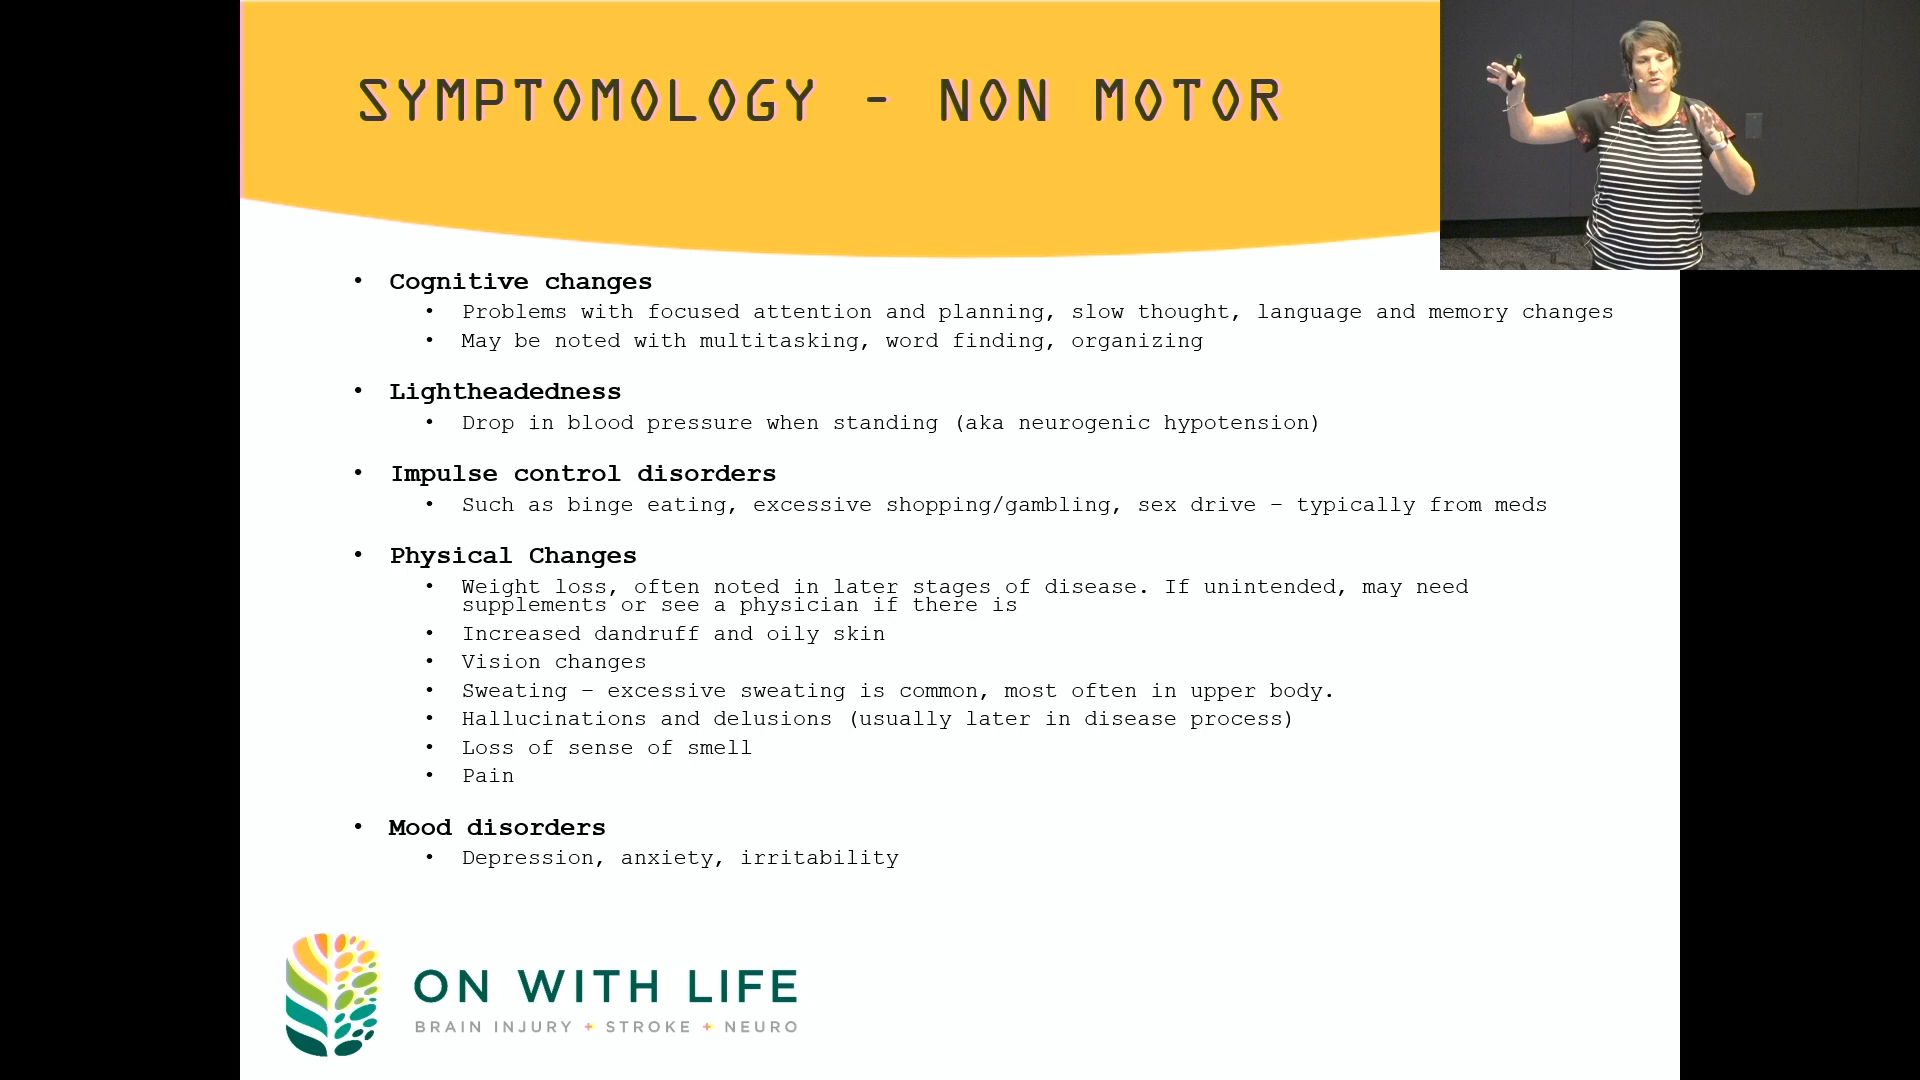 SYMPTOMOLOGY - NON MOTOR
• Cognitive changes
• Problems with focused attention and planning, slow thought, language and memory changes
• May be noted with multitasking, word finding, organizing
• Lightheadedness
• Drop in blood pressure when standing (aka neurogenic hypotension)
• Impulse control disorders
• Such as binge eating, excessive shopping/gambling, sex drive – typically from meds
• Physical Changes
• Weight loss, often noted in later stages of disease. If unintended, may need
supplements or see a physician if there is
• Increased dandruff and oily skin
• Vision changes
• Sweating – excessive sweating is common, most often in upper body.
• Hallucinations and delusions (usually later in disease process)
• Loss of sense of smell
• Pain
• Mood disorders
• Depression, anxiety, irritability
ON WITH LIFE
BRAIN INJURY + STROKE + NEURO